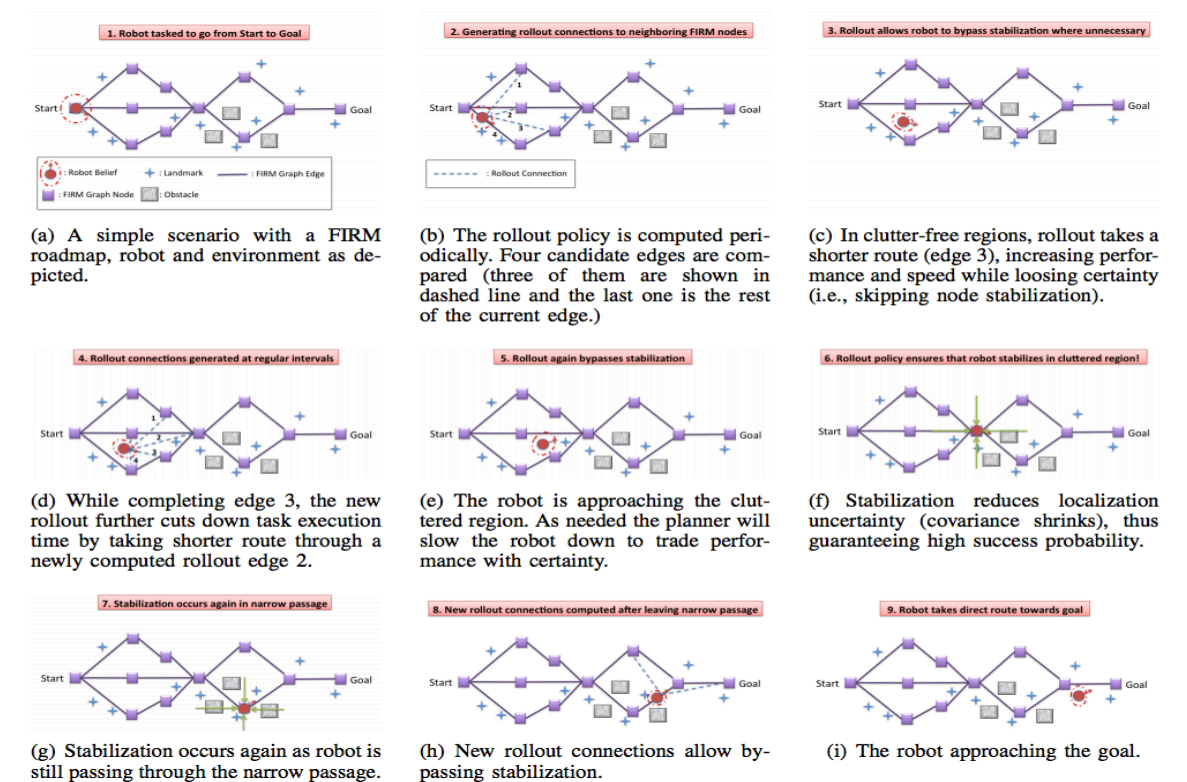 1. Robot tasked to go from Start to Goal
Start
Goal
: Robot Belief
: Landmark
: FIRM Graph Edge
: FIRM Graph Node
: Obstacle
(a) A simple scenario with a FIRM
roadmap, robot and environment as de-
picted.
2. Generating rollout connections to neighboring FIRM nodes
1
Start
2
Goal
3
4
: Rollout Connection
(b) The rollout policy is computed peri-
odically. Four candidate edges are com-
pared (three of them are shown in
dashed line and the last one is the rest
of the current edge.)
3. Rollout allows robot to bypass stabilization where unnecessary
Start
Goal
(c) In clutter-free regions, rollout takes a
shorter route (edge 3), increasing perfor-
mance and speed while loosing certainty
(i.e., skipping node stabilization).
4. Rollout connections generated at regular intervals
1
Start
2
Goal
3
4
(d) While completing edge 3, the new
rollout further cuts down task execution
time by taking shorter route through a
newly computed rollout edge 2.
5. Rollout again bypasses stabilization
Start
Goal
(e) The robot is approaching the clut-
tered region. As needed the planner will
slow the robot down to trade perfor-
mance with certainty.
6. Rollout policy ensures that robot stabilizes in cluttered region!
Start
Goal
(f) Stabilization reduces localization
uncertainty (covariance shrinks), thus
guaranteeing high success probability.
7. Stabilization occurs again in narrow passage
Start
Goal
(g) Stabilization occurs again as robot is
still passing through the narrow passage.
8. New rollout connections computed after leaving narrow passage
Start
Goal
(h) New rollout connections allow by-
passing stabilization.
9. Robot takes direct route towards goal
Start
Goal
(i) The robot approaching the goal.